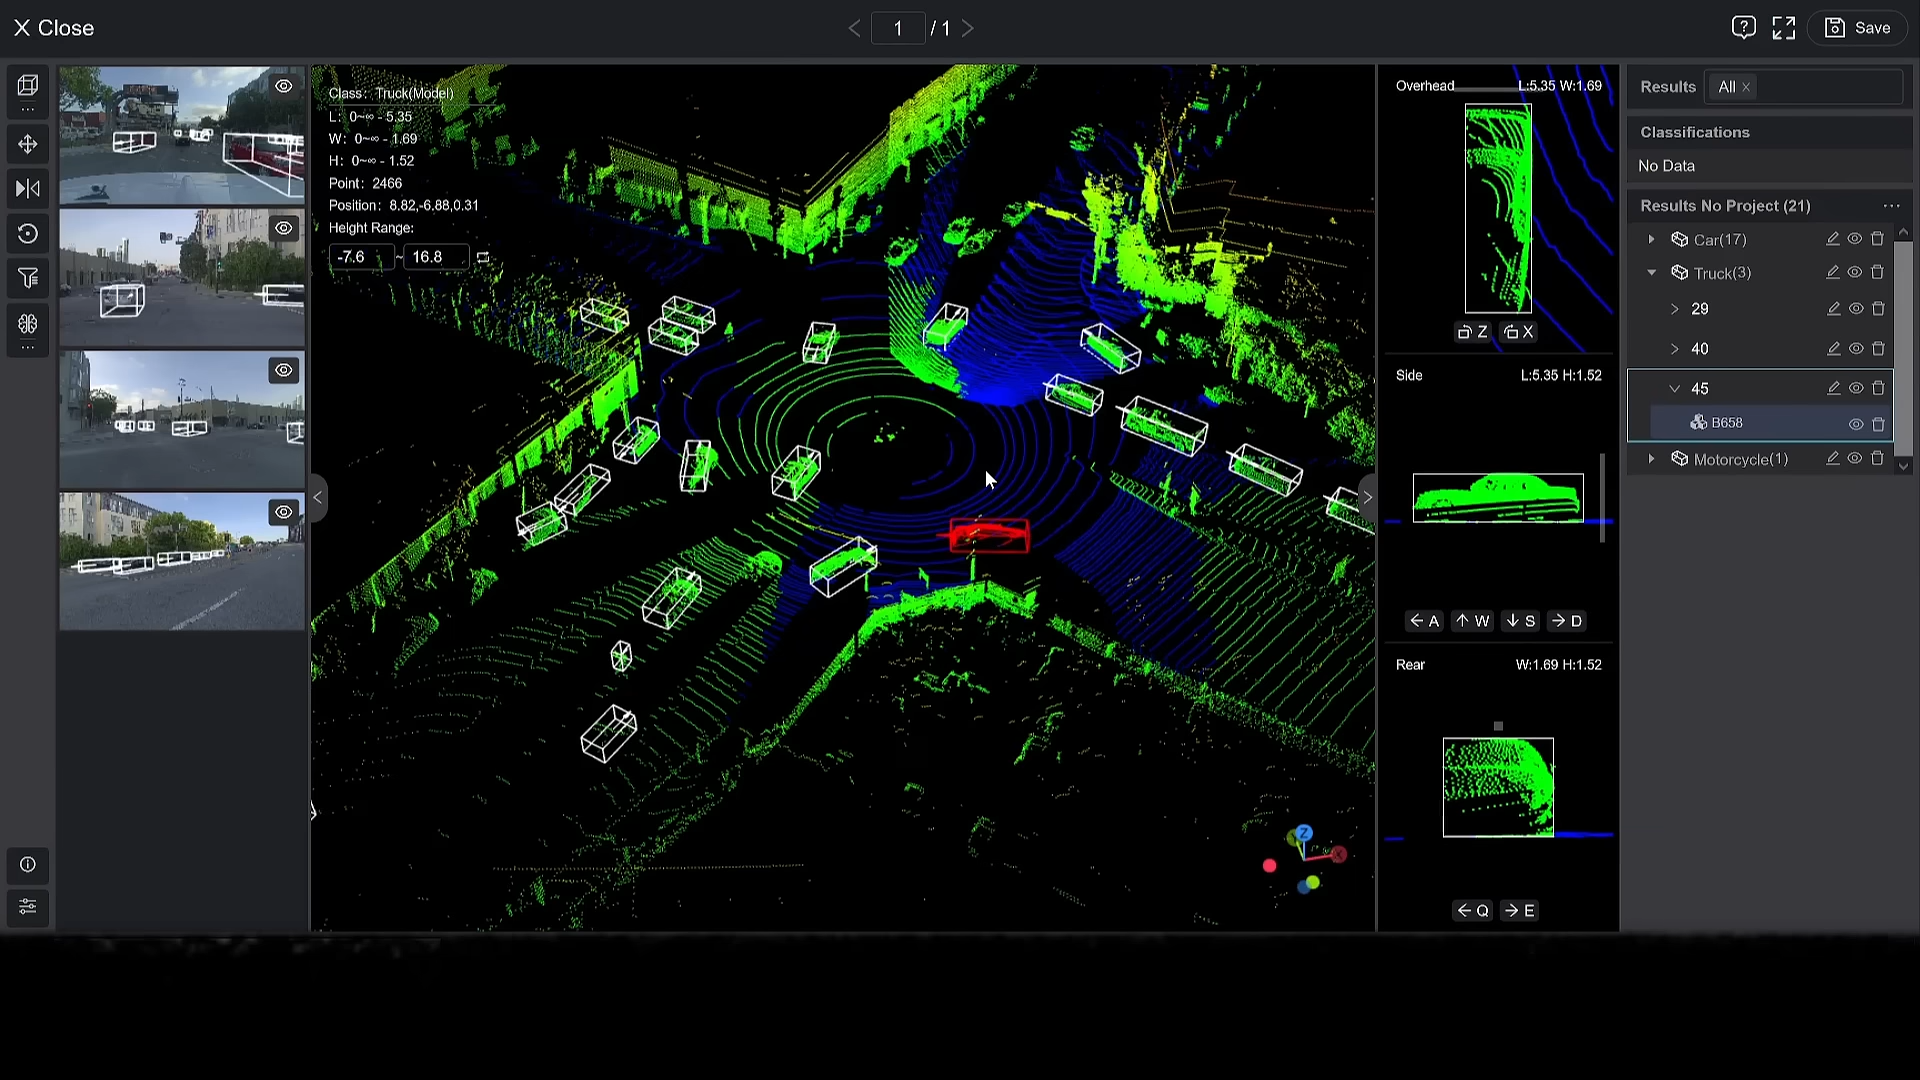 X Close
1 / 1
Save
Class: Truck(Model)
L: 0~∞ - 5.35
W: 0~∞ - 1.69
H: 0~∞ - 1.52
Point: 2466
Position: 8.82,-6.88,0.31
Height Range:
-7.6 ~ 16.8
Overhead L:5.35 W:1.69
Z X
Side L:5.35 H:1.52
← A ↑ W ↓ S → D
Rear W:1.69 H:1.52
← Q → E
Z
X
Results All ×
Classifications
No Data
Results No Project (21) ...
Car(17)
Truck(3)
29
40
45
B658
Motorcycle(1)